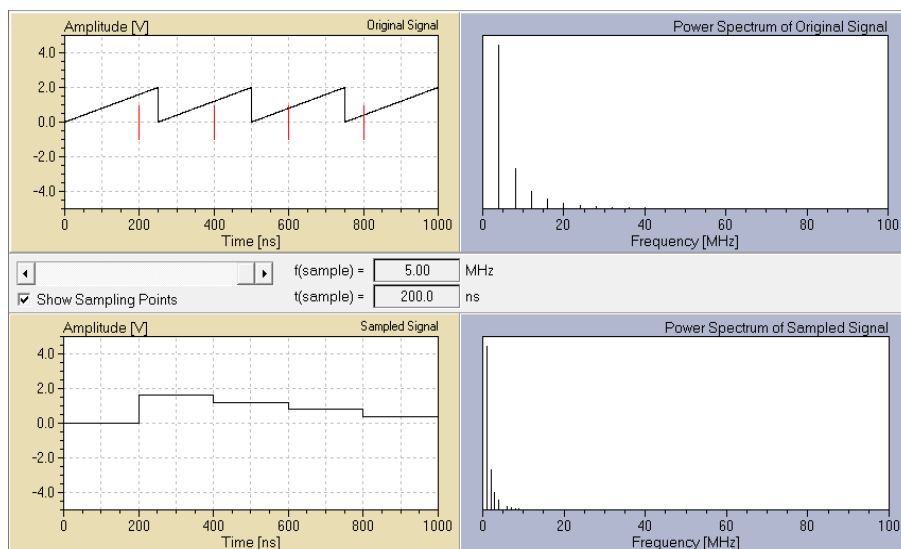 Amplitude [V] Original Signal
4.0
2.0
0.0
-2.0
-4.0
0 200 400 600 800 1000
Time [ns]
Power Spectrum of Original Signal
0 20 40 60 80 100
Frequency [MHz]
f(sample) = 5.00 MHz
Show Sampling Points
t(sample) = 200.0 ns
Amplitude [V] Sampled Signal
4.0
2.0
0.0
-2.0
-4.0
0 200 400 600 800 1000
Time [ns]
Power Spectrum of Sampled Signal
0 20 40 60 80 100
Frequency [MHz]